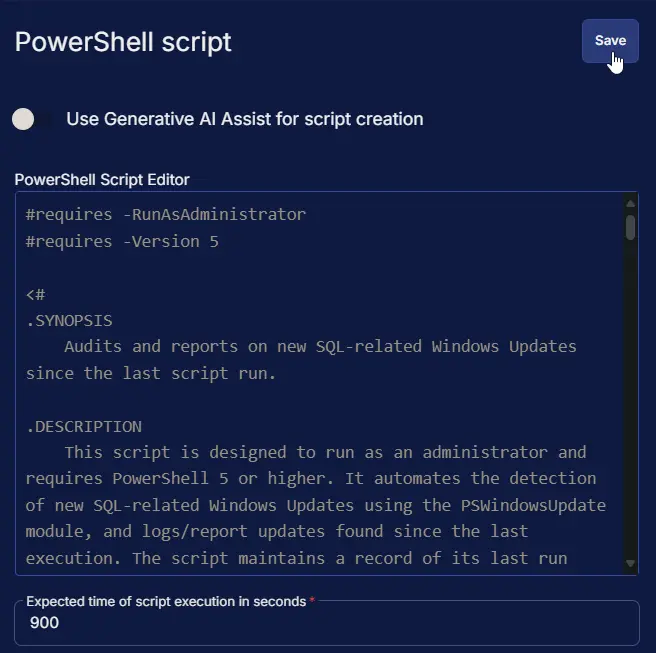 PowerShell script
Save
Use Generative AI Assist for script creation
PowerShell Script Editor
#requires -RunAsAdministrator
#requires -Version 5
<#
.SYNOPSIS
Audits and reports on new SQL-related Windows Updates
since the last script run.
.DESCRIPTION
This script is designed to run as an administrator and
requires PowerShell 5 or higher. It automates the detection
of new SQL-related Windows Updates using the PSWindowsUpdate
module, and logs/report updates found since the last
execution. The script maintains a record of its last run
Expected time of script execution in seconds *
900